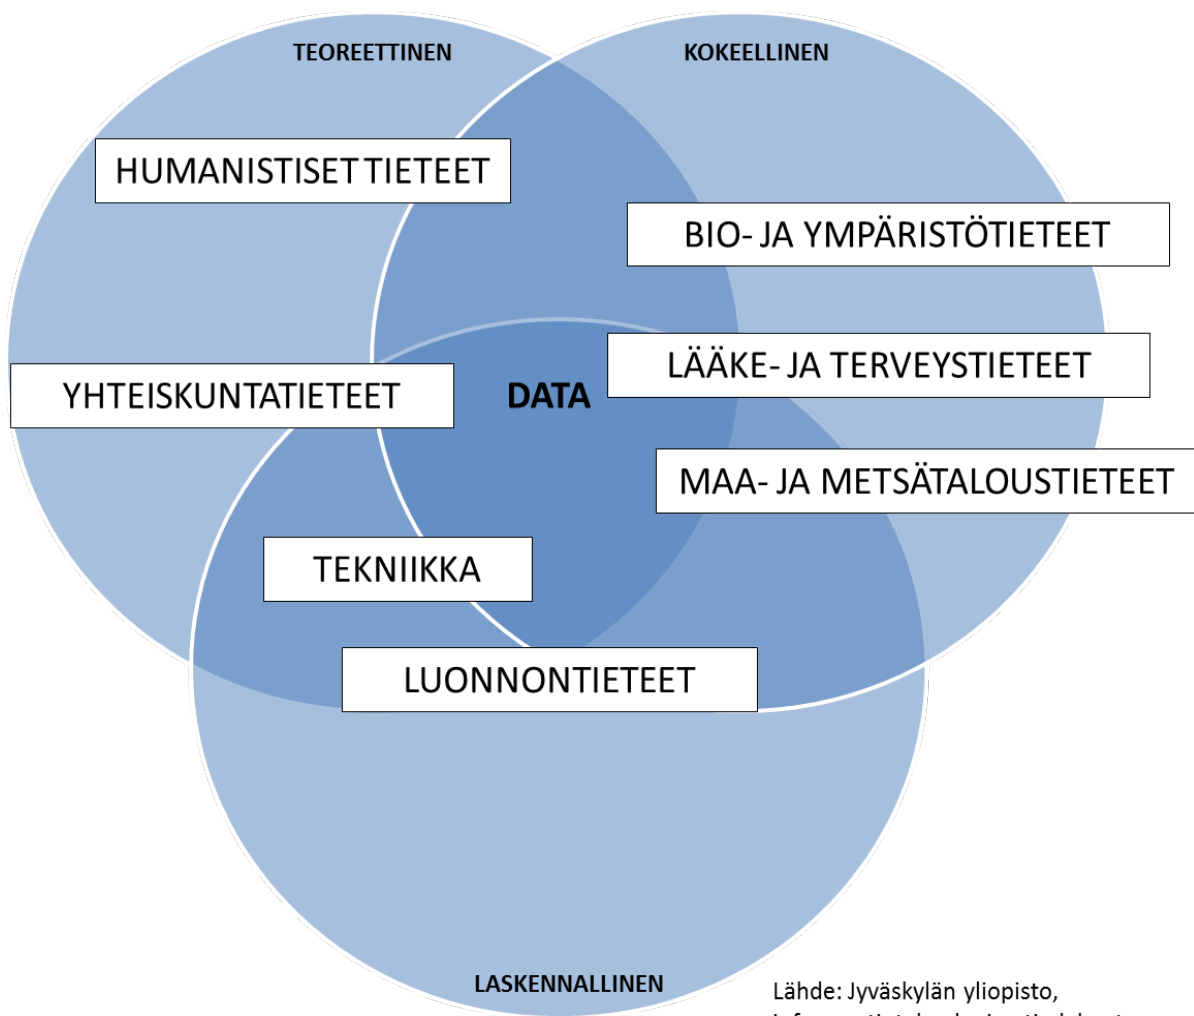 TEOREETTINEN
KOKEELLINEN
HUMANISTISET TIETEET
BIO- JA YMPÄRISTÖTIETEET
LÄÄKE- JA TERVEYSTIETEET
YHTEISKUNTATIETEET
DATA
MAA- JA METSÄTALOUSTIETEET
TEKNIIKKA
LUONNONTIETEET
LASKENNALLINEN
Lähde: Jyväskylän yliopisto,